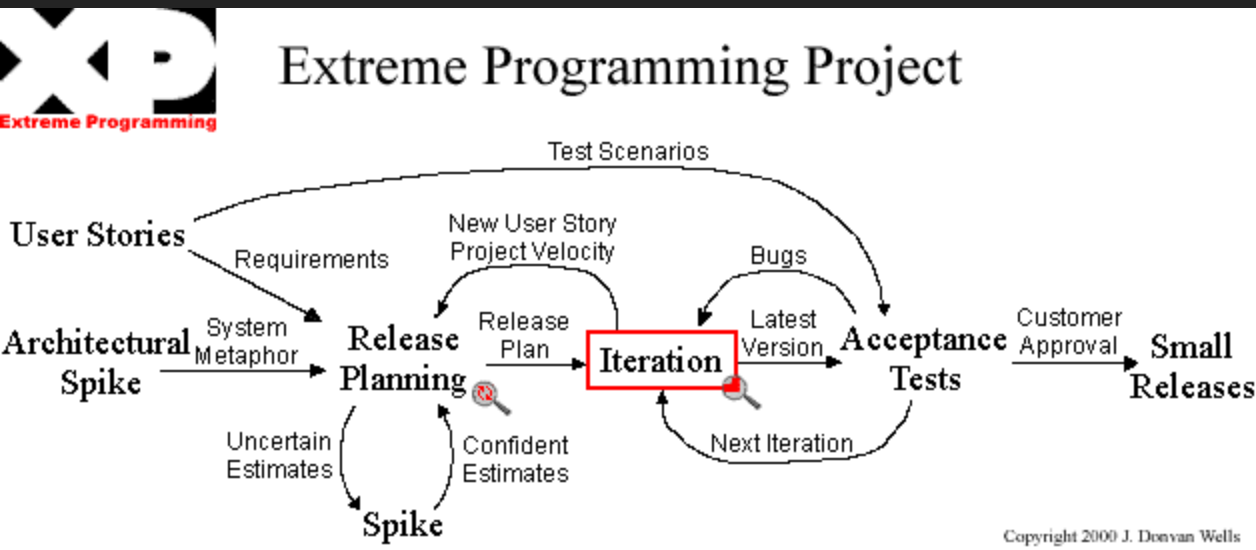 XP
Extreme Programming
Extreme Programming Project
Test Scenarios
User Stories
New User Story
Project Velocity
Requirements
Bugs
Architectural
Spike
System
Metaphor
Release
Planning
Release
Plan
Iteration
Latest
Version
Acceptance
Tests
Customer
Approval
Small
Releases
Uncertain
Estimates
Confident
Estimates
Next Iteration
Spike
Copyright 2000 J. Donvan Wells